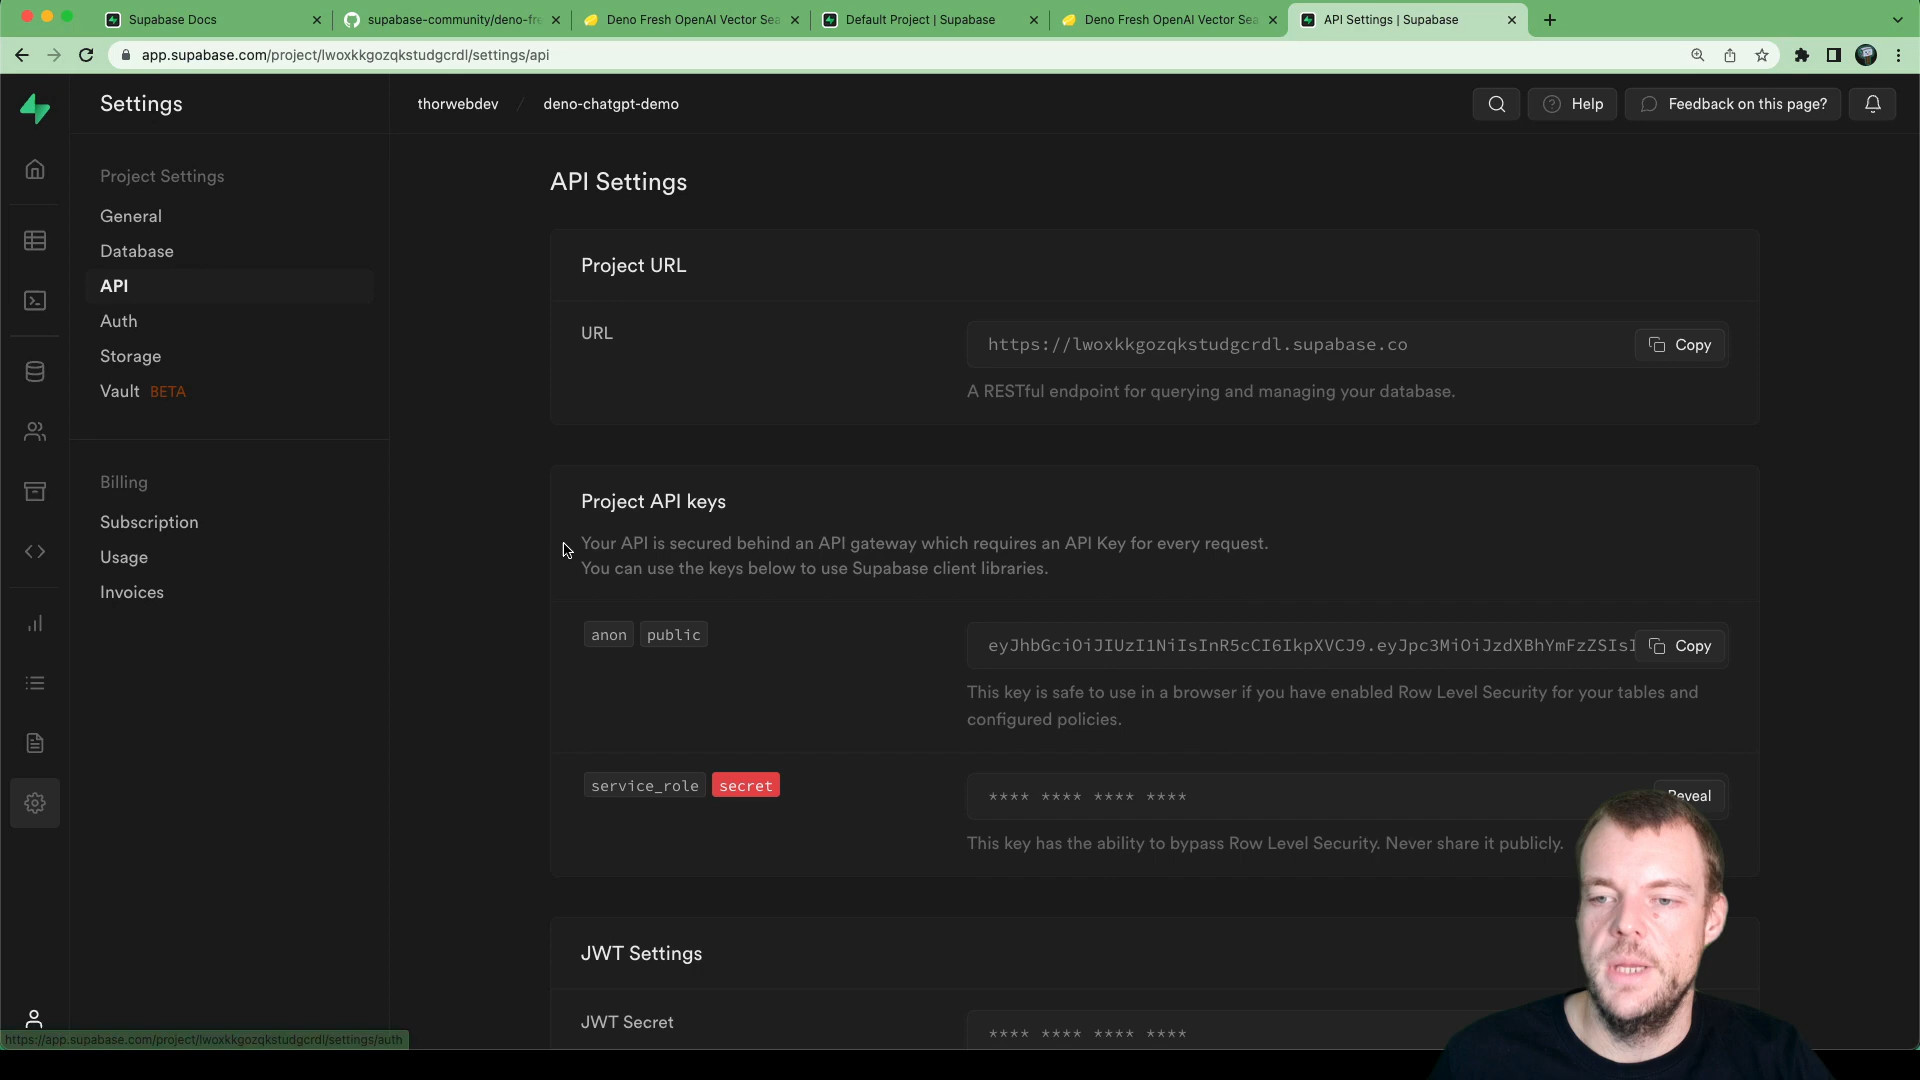 Supabase Docs
supabase-community/deno-fre
Deno Fresh OpenAI Vector Sea
Default Project | Supabase
Deno Fresh OpenAI Vector Sea
API Settings | Supabase
app.supabase.com/project/lwoxkkgozqkstudgcrdl/settings/api
Settings
thorwebdev / deno-chatgpt-demo
Help
Feedback on this page?
Project Settings
General
Database
API
Auth
Storage
Vault BETA
Billing
Subscription
Usage
Invoices
API Settings
Project URL
URL
https://lwoxkkgozqkstudgcrdl.supabase.co
Copy
A RESTful endpoint for querying and managing your database.
Project API keys
Your API is secured behind an API gateway which requires an API Key for every request.
You can use the keys below to use Supabase client libraries.
anon public
eyJhbGciOiJIUzI1NiIsInR5cCI6IkpXVCJ9.eyJpc3MiOiJzdXBhYmFzZSIsI
Copy
This key is safe to use in a browser if you have enabled Row Level Security for your tables and
configured policies.
service_role secret
**** **** **** ****
Reveal
This key has the ability to bypass Row Level Security. Never share it publicly.
JWT Settings
JWT Secret
**** **** **** ****
https://app.supabase.com/project/lwoxkkgozqkstudgcrdl/settings/auth